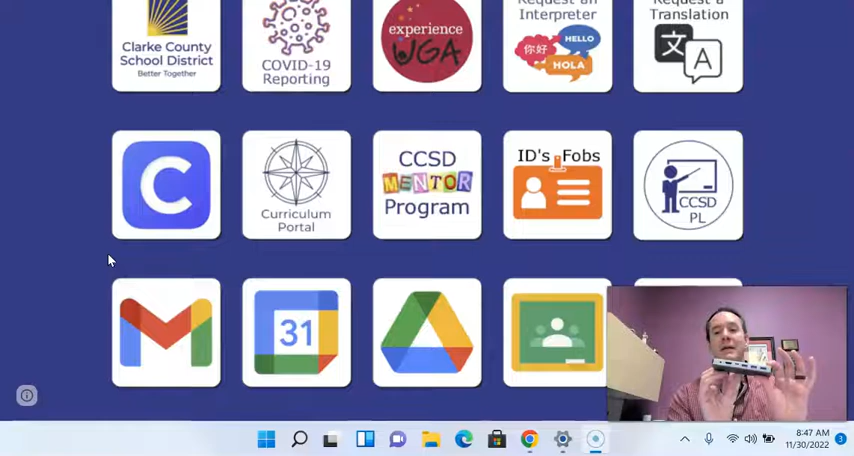 Clarke County
School District
Better Together
COVID-19
Reporting
experience
UGA
Request an
Interpreter
你好
HELLO
HOLA
Request a
Translation
文
A
C
Curriculum
Portal
CCSD
MENTOR
Program
ID's Fobs
CCSD
PL
31
8:47 AM
11/30/2022
3